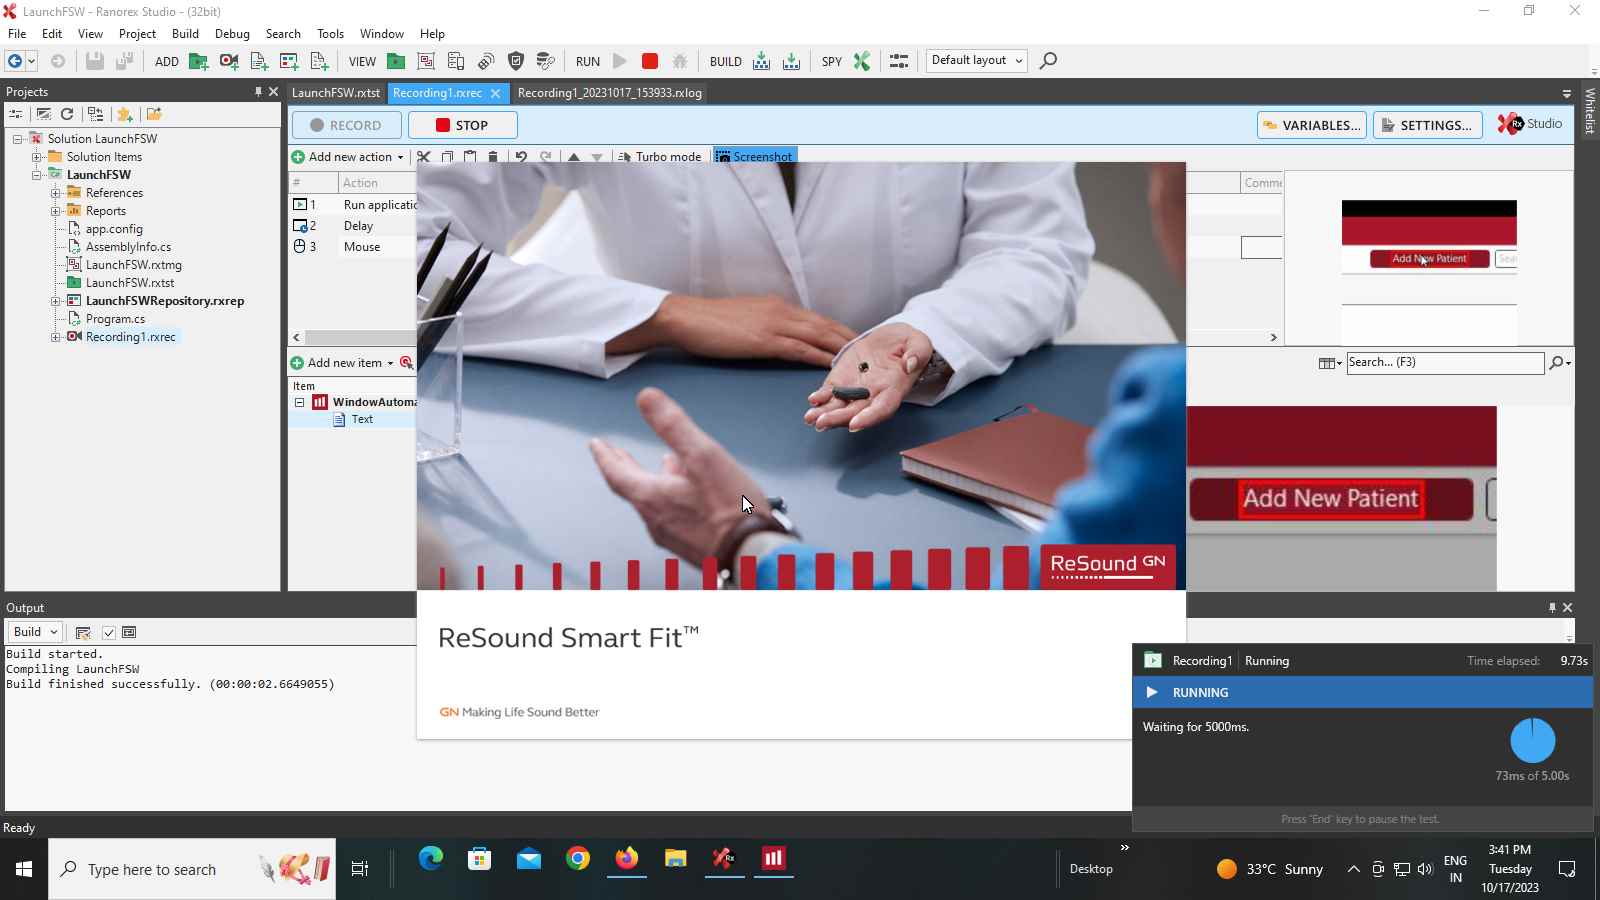 LaunchFSW - Ranorex Studio - (32bit)
File Edit View Project Build Debug Search Tools Window Help
ADD VIEW RUN BUILD SPY Default layout
Projects
LaunchFSW.rxtst Recording1.rxrec Recording1_20231017_153933.rxlog
Whitelist
RECORD STOP VARIABLES... SETTINGS... Rx Studio
Add new action Turbo mode Screenshot
# Action Comme
1 Run applicatio
2 Delay
3 Mouse
Solution LaunchFSW
Solution Items
LaunchFSW
References
Reports
app.config
AssemblyInfo.cs
LaunchFSW.rxtmg
LaunchFSW.rxtst
LaunchFSWRepository.rxrep
Program.cs
Recording1.rxrec
Add New Patient Sea
Add new item Search... (F3)
Item
WindowAutoma
Text
Add New Patient
ReSound GN
ReSound Smart Fit™
GN Making Life Sound Better
Output
Build
Build started.
Compiling LaunchFSW
Build finished successfully. (00:00:02.6649055)
Recording1 Running Time elapsed: 9.73s
RUNNING
Waiting for 5000ms.
73ms of 5.00s
Press "End" key to pause the test.
Ready
Type here to search Rx Desktop » 33°C Sunny ENG IN 3:41 PM Tuesday 10/17/2023